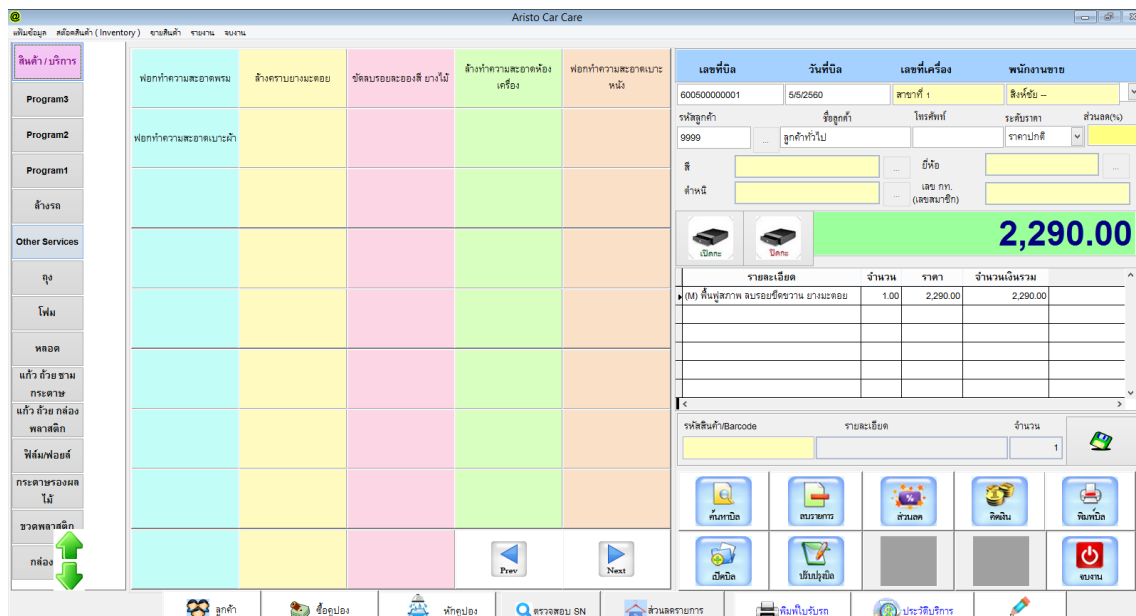 @ Aristo Car Care
แฟ้มข้อมูล สต๊อคสินค้า ( Inventory ) ขายสินค้า รายงาน จบงาน
สินค้า / บริการ
Program3
Program2
Program1
ล้างรถ
Other Services
ถุง
โฟม
หลอด
แก้ว ถ้วย ชาม
กระดาษ
แก้ว ถ้วย กล่อง
พลาสติก
ฟิล์ม/ฟอยล์
กระดาษรองผล
ไม้
ขวดพลาสติก
กล่อง
ฟอกทำความสะอาดพรม
ล้างคราบยางมะตอย
ขัดลบรอยละอองสี ยางไม้
ล้างทำความสะอาดห้อง
เครื่อง
ฟอกทำความสะอาดเบาะ
หนัง
ฟอกทำความสะอาดเบาะผ้า
Prev
Next
เลขที่บิล วันที่บิล เลขที่เครื่อง พนักงานขาย
600500000001 5/5/2560 สาขาที่ 1 สิงห์ชัย --
รหัสลูกค้า ชื่อลูกค้า โทรศัพท์ ระดับราคา ส่วนลด(%)
9999 ... ลูกค้าทั่วไป ราคาปกติ
สี ... ยี่ห้อ ...
ตำหนิ ... เลข กท.
(เลขสมาชิก)
เปิดกะ ปิดกะ 2,290.00
รายละเอียด จำนวน ราคา จำนวนเงินรวม
(M) ฟื้นฟูสภาพ ลบรอยขีดขวาน ยางมะตอย 1.00 2,290.00 2,290.00
รหัสสินค้า/Barcode รายละเอียด จำนวน
1
ค้นหาบิล ลบรายการ ส่วนลด คิดเงิน พิมพ์บิล
เปิดบิล ปรับปรุงบิล จบงาน
ลูกค้า ซื้อคูปอง หักคูปอง ตรวจสอบ SN ส่วนลดรายการ พิมพ์ใบรับรถ ประวัติบริการ